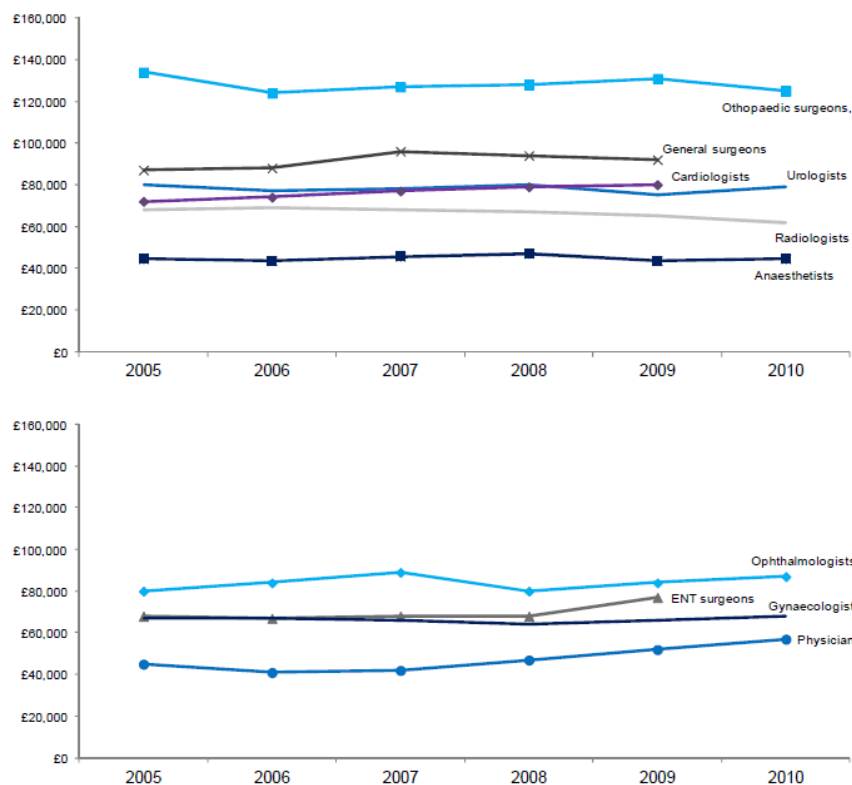 £160,000
£140,000
£120,000
Othopaedic surgeons,
£100,000
General surgeons
£80,000
Cardiologists
Urologists
£60,000
Radiologists
£40,000
Anaesthetists
£20,000
£0
2005 2006 2007 2008 2009 2010
£160,000
£140,000
£120,000
£100,000
Ophthalmologists
£80,000
ENT surgeons
Gynaecologist
£60,000
Physician
£40,000
£20,000
£0
2005 2006 2007 2008 2009 2010